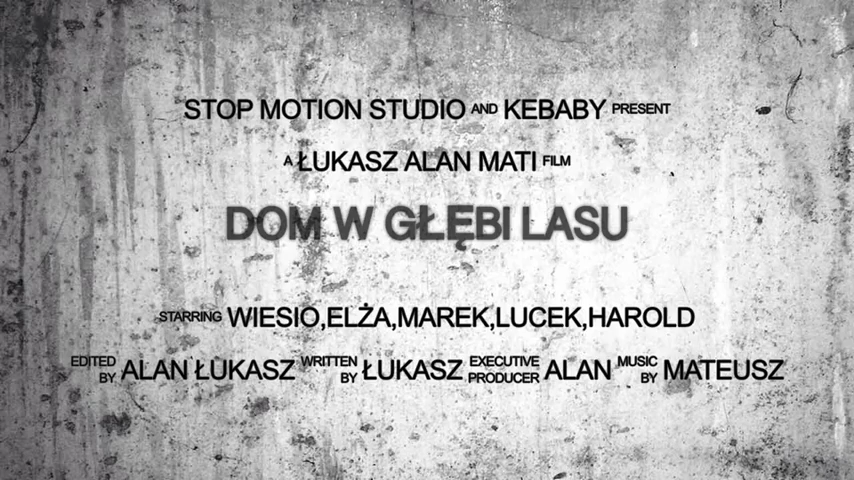 STOP MOTION STUDIO AND KEBABY PRESENT
A ŁUKASZ ALAN MATI FILM
DOM W GŁĘBI LASU
STARRING WIESIO,ELŻA,MAREK,LUCEK,HAROLD
EDITED BY ALAN ŁUKASZ WRITTEN BY ŁUKASZ EXECUTIVE PRODUCER ALAN MUSIC BY MATEUSZ